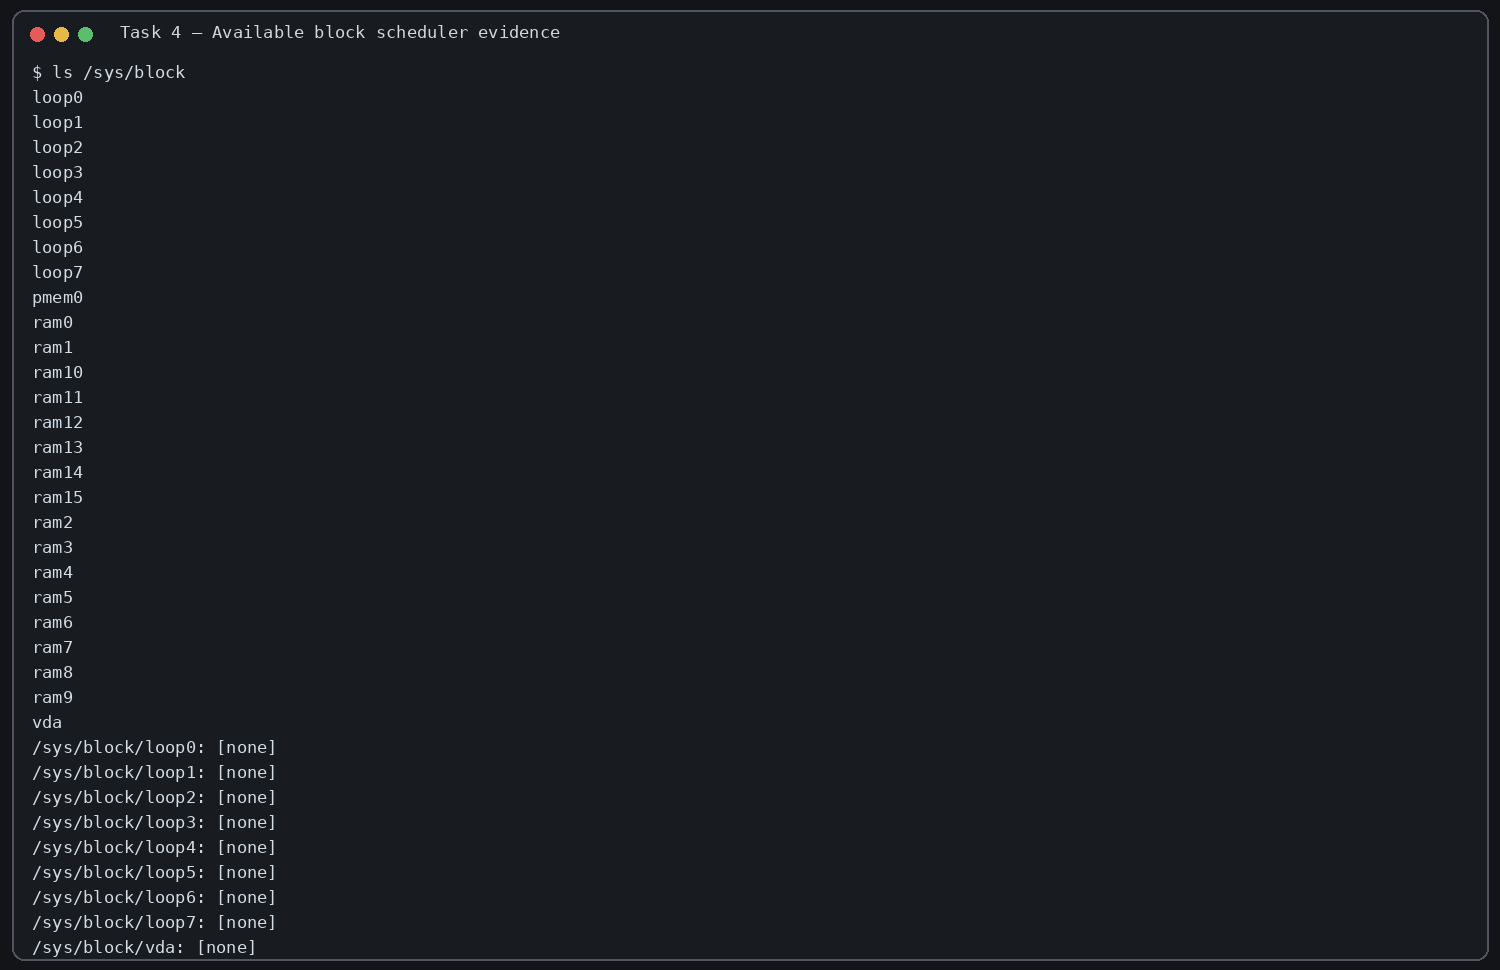 Task 4 — Available block scheduler evidence
$ ls /sys/block
loop0
loop1
loop2
loop3
loop4
loop5
loop6
loop7
pmem0
ram0
ram1
ram10
ram11
ram12
ram13
ram14
ram15
ram2
ram3
ram4
ram5
ram6
ram7
ram8
ram9
vda
/sys/block/loop0: [none]
/sys/block/loop1: [none]
/sys/block/loop2: [none]
/sys/block/loop3: [none]
/sys/block/loop4: [none]
/sys/block/loop5: [none]
/sys/block/loop6: [none]
/sys/block/loop7: [none]
/sys/block/vda: [none]